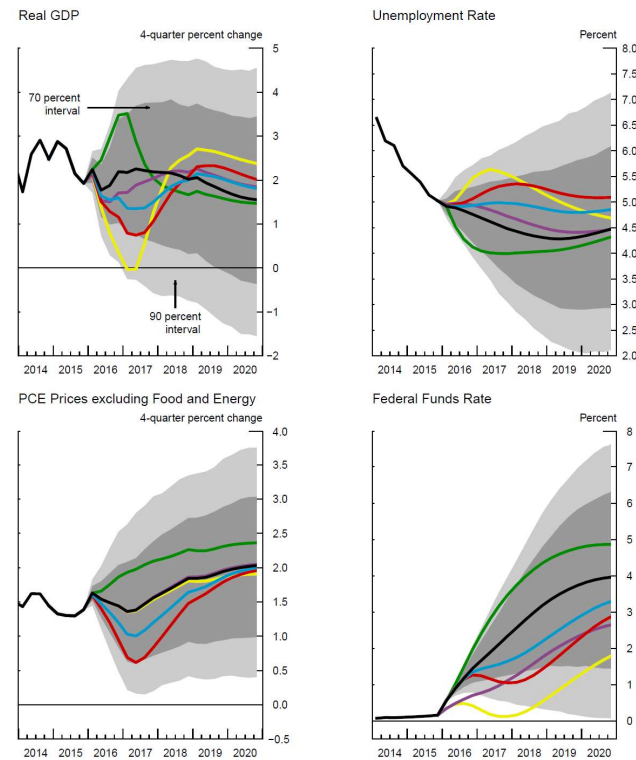 Real GDP
4-quarter percent change
5
4
3
2
1
0
−1
−2
70 percent
interval
90 percent
interval
2014 2015 2016 2017 2018 2019 2020
Unemployment Rate
Percent
8.0
7.5
7.0
6.5
6.0
5.5
5.0
4.5
4.0
3.5
3.0
2.5
2.0
2014 2015 2016 2017 2018 2019 2020
PCE Prices excluding Food and Energy
4-quarter percent change
4.0
3.5
3.0
2.5
2.0
1.5
1.0
0.5
0.0
−0.5
2014 2015 2016 2017 2018 2019 2020
Federal Funds Rate
Percent
8
7
6
5
4
3
2
1
0
2014 2015 2016 2017 2018 2019 2020